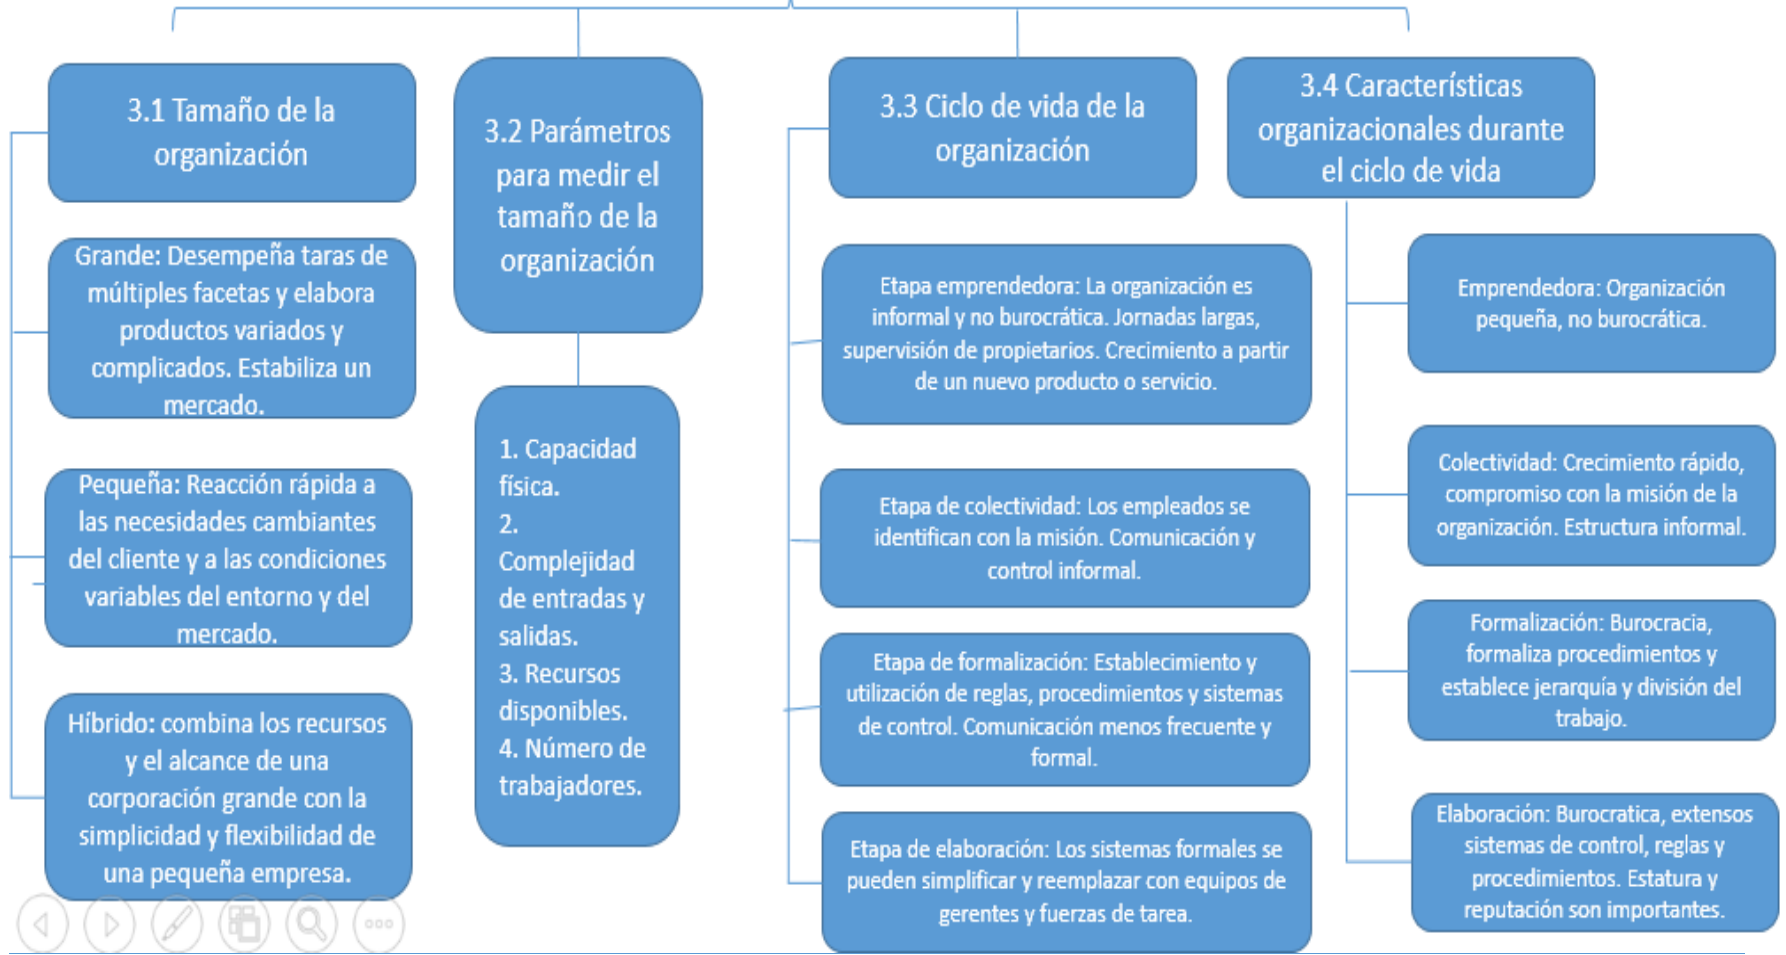 3.1 Tamaño de la
organización
Grande: Desempeña taras de
múltiples facetas y elabora
productos variados y
complicados. Estabiliza un
mercado.
Pequeña: Reacción rápida a
las necesidades cambiantes
del cliente y a las condiciones
variables del entorno y del
mercado.
Híbrido: combina los recursos
y el alcance de una
corporación grande con la
simplicidad y flexibilidad de
una pequeña empresa.
3.2 Parámetros
para medir el
tamaño de la
organización
1. Capacidad
física.
2.
Complejidad
de entradas y
salidas.
3. Recursos
disponibles.
4. Número de
trabajadores.
3.3 Ciclo de vida de la
organización
Etapa emprendedora: La organización es
informal y no burocrática. Jornadas largas,
supervisión de propietarios. Crecimiento a partir
de un nuevo producto o servicio.
Etapa de colectividad: Los empleados se
identifican con la misión. Comunicación y
control informal.
Etapa de formalización: Establecimiento y
utilización de reglas, procedimientos y sistemas
de control. Comunicación menos frecuente y
formal.
Etapa de elaboración: Los sistemas formales se
pueden simplificar y reemplazar con equipos de
gerentes y fuerzas de tarea.
3.4 Características
organizacionales durante
el ciclo de vida
Emprendedora: Organización
pequeña, no burocrática.
Colectividad: Crecimiento rápido,
compromiso con la misión de la
organización. Estructura informal.
Formalización: Burocracia,
formaliza procedimientos y
establece jerarquía y división del
trabajo.
Elaboración: Burocratica, extensos
sistemas de control, reglas y
procedimientos. Estatura y
reputación son importantes.